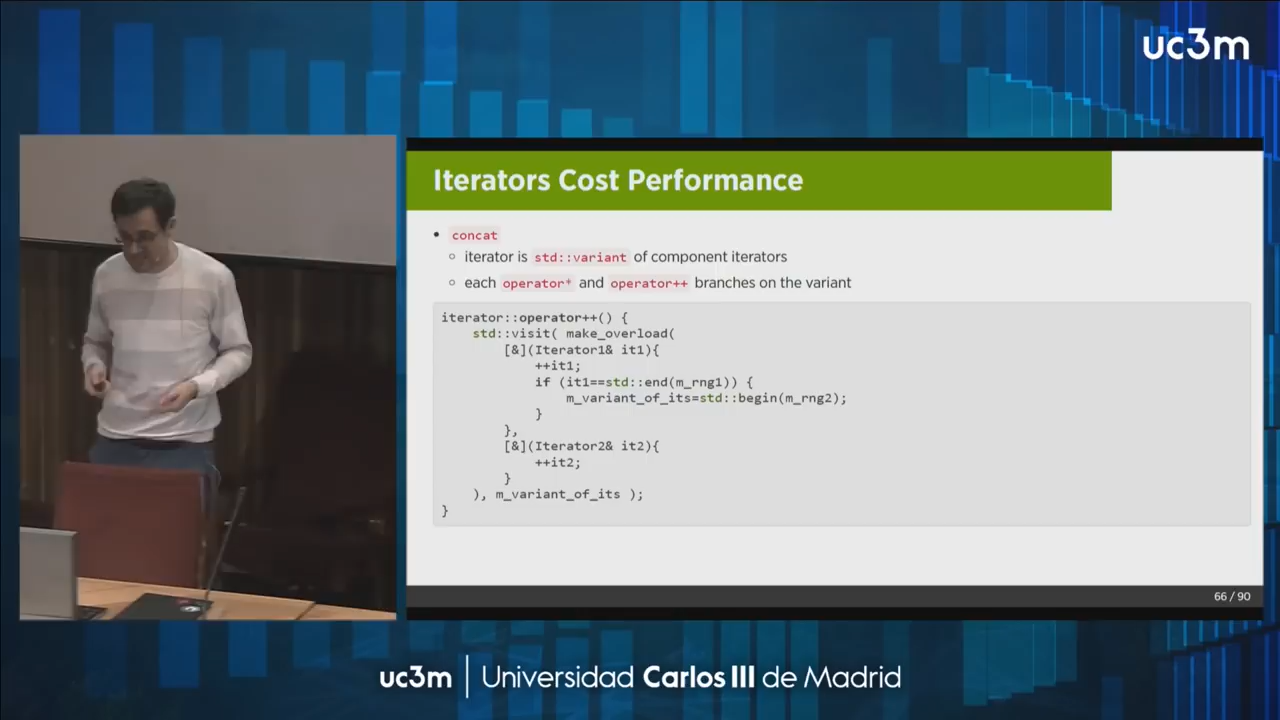 uc3m
Iterators Cost Performance
• concat
○ iterator is std::variant of component iterators
○ each operator* and operator++ branches on the variant
iterator::operator++() {
    std::visit( make_overload(
        [&](Iterator1& it1){
            ++it1;
            if (it1==std::end(m_rng1)) {
                m_variant_of_its=std::begin(m_rng2);
            }
        },
        [&](Iterator2& it2){
            ++it2;
        }
    ), m_variant_of_its );
}
66 / 90
uc3m | Universidad Carlos III de Madrid